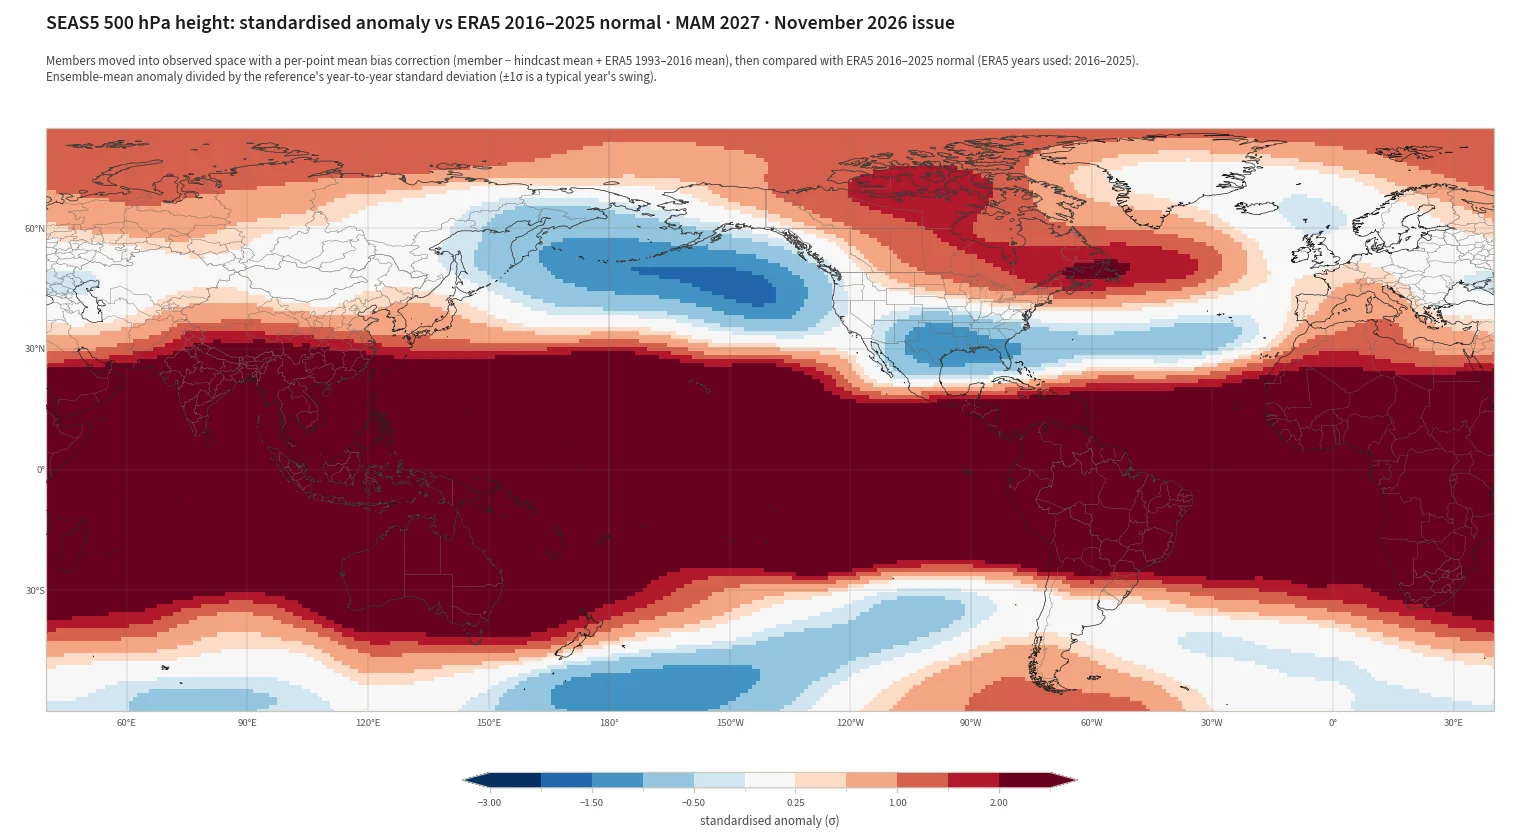 SEAS5 500 hPa height: standardised anomaly vs ERA5 2016–2025 normal · MAM 2027 · November 2026 issue
Members moved into observed space with a per-point mean bias correction (member − hindcast mean + ERA5 1993–2016 mean), then compared with ERA5 2016–2025 normal (ERA5 years used: 2016–2025).
Ensemble-mean anomaly divided by the reference's year-to-year standard deviation (±1σ is a typical year's swing).
60°N
30°N
0°
30°S
60°E 90°E 120°E 150°E 180° 150°W 120°W 90°W 60°W 30°W 0° 30°E
−3.00 −1.50 −0.50 0.25 1.00 2.00
standardised anomaly (σ)